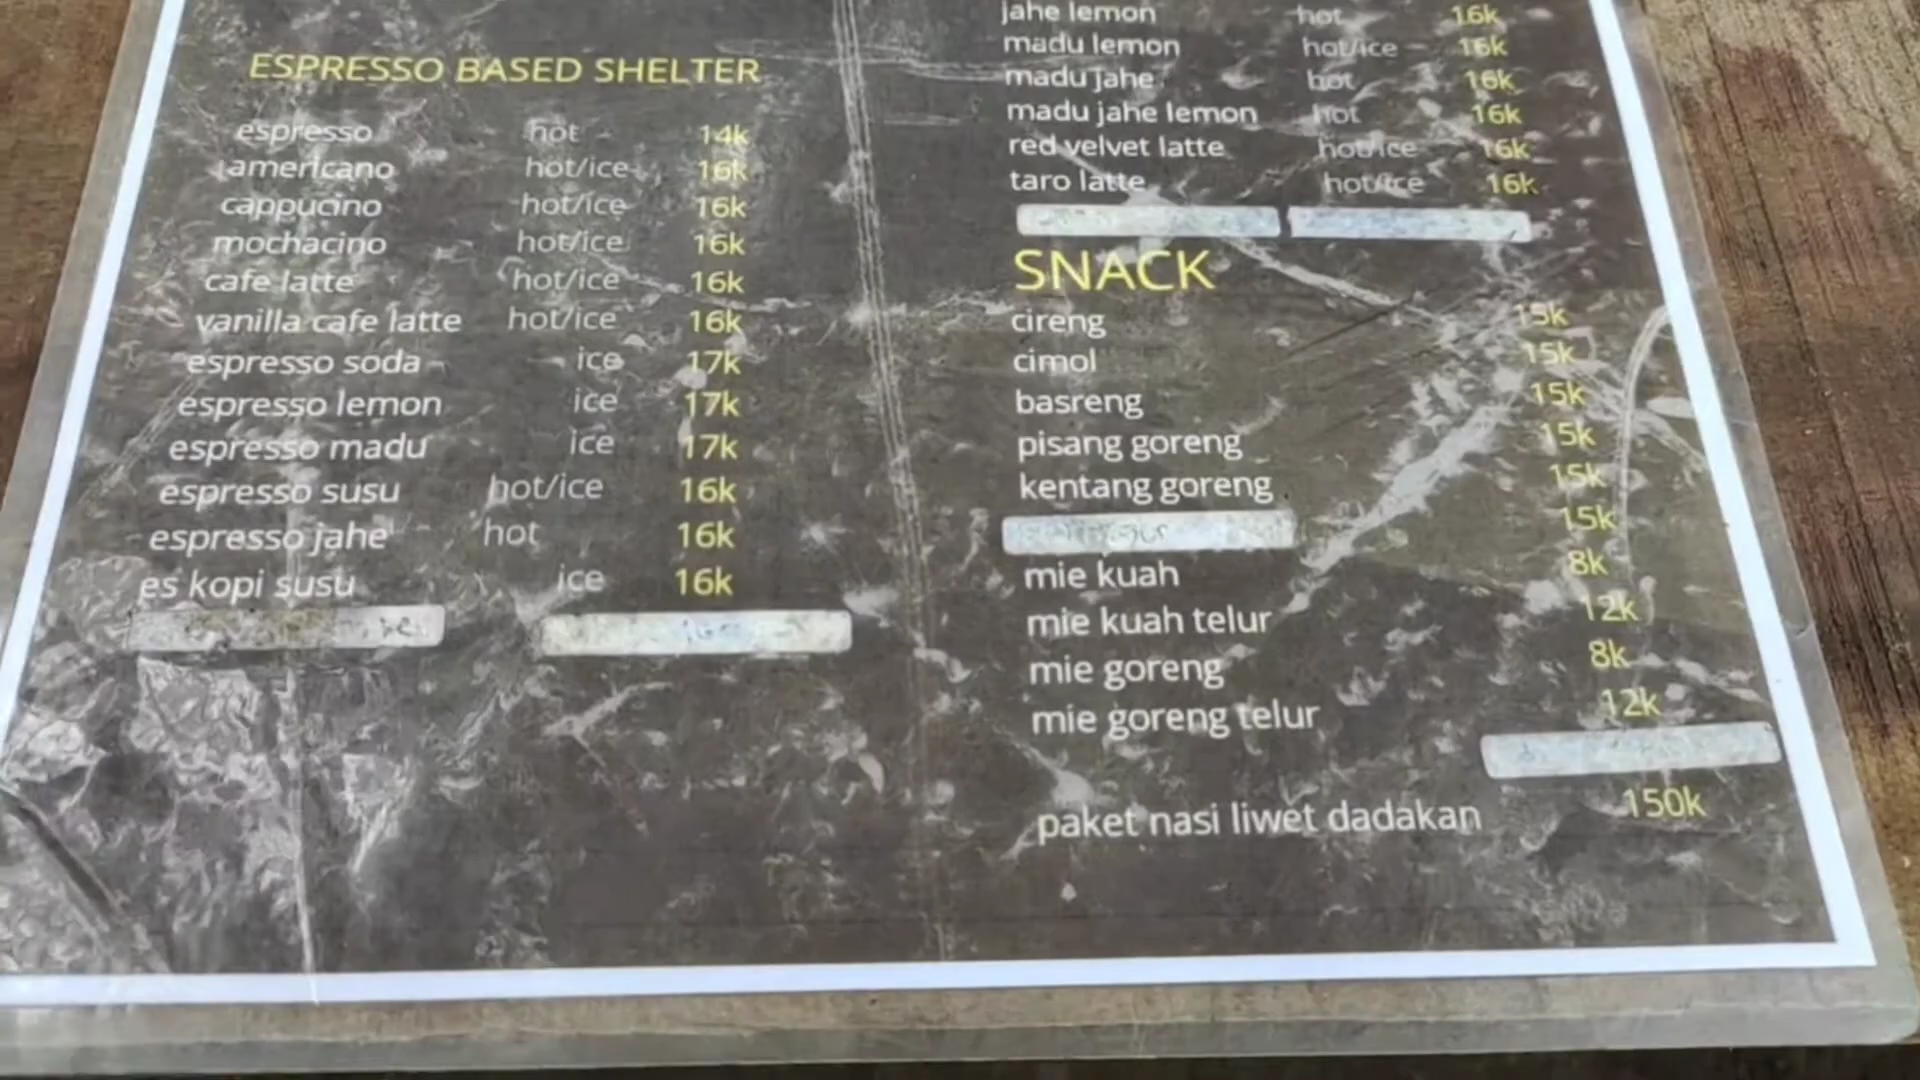 ESPRESSO BASED SHELTER
espresso hot 14k
americano hot/ice 16k
cappucino hot/ice 16k
mochacino hot/ice 16k
cafe latte hot/ice 16k
vanilla cafe latte hot/ice 16k
espresso soda ice 17k
espresso lemon ice 17k
espresso madu ice 17k
espresso susu hot/ice 16k
espresso jahe hot 16k
es kopi susu ice 16k
jahe lemon hot 16k
madu lemon hot/ice 16k
madu jahe hot 16k
madu jahe lemon hot 16k
red velvet latte hot/ice 16k
taro latte hot/ice 16k
SNACK
cireng 15k
cimol 15k
basreng 15k
pisang goreng 15k
kentang goreng 15k
15k
mie kuah 8k
mie kuah telur 12k
mie goreng 8k
mie goreng telur 12k
paket nasi liwet dadakan 150k